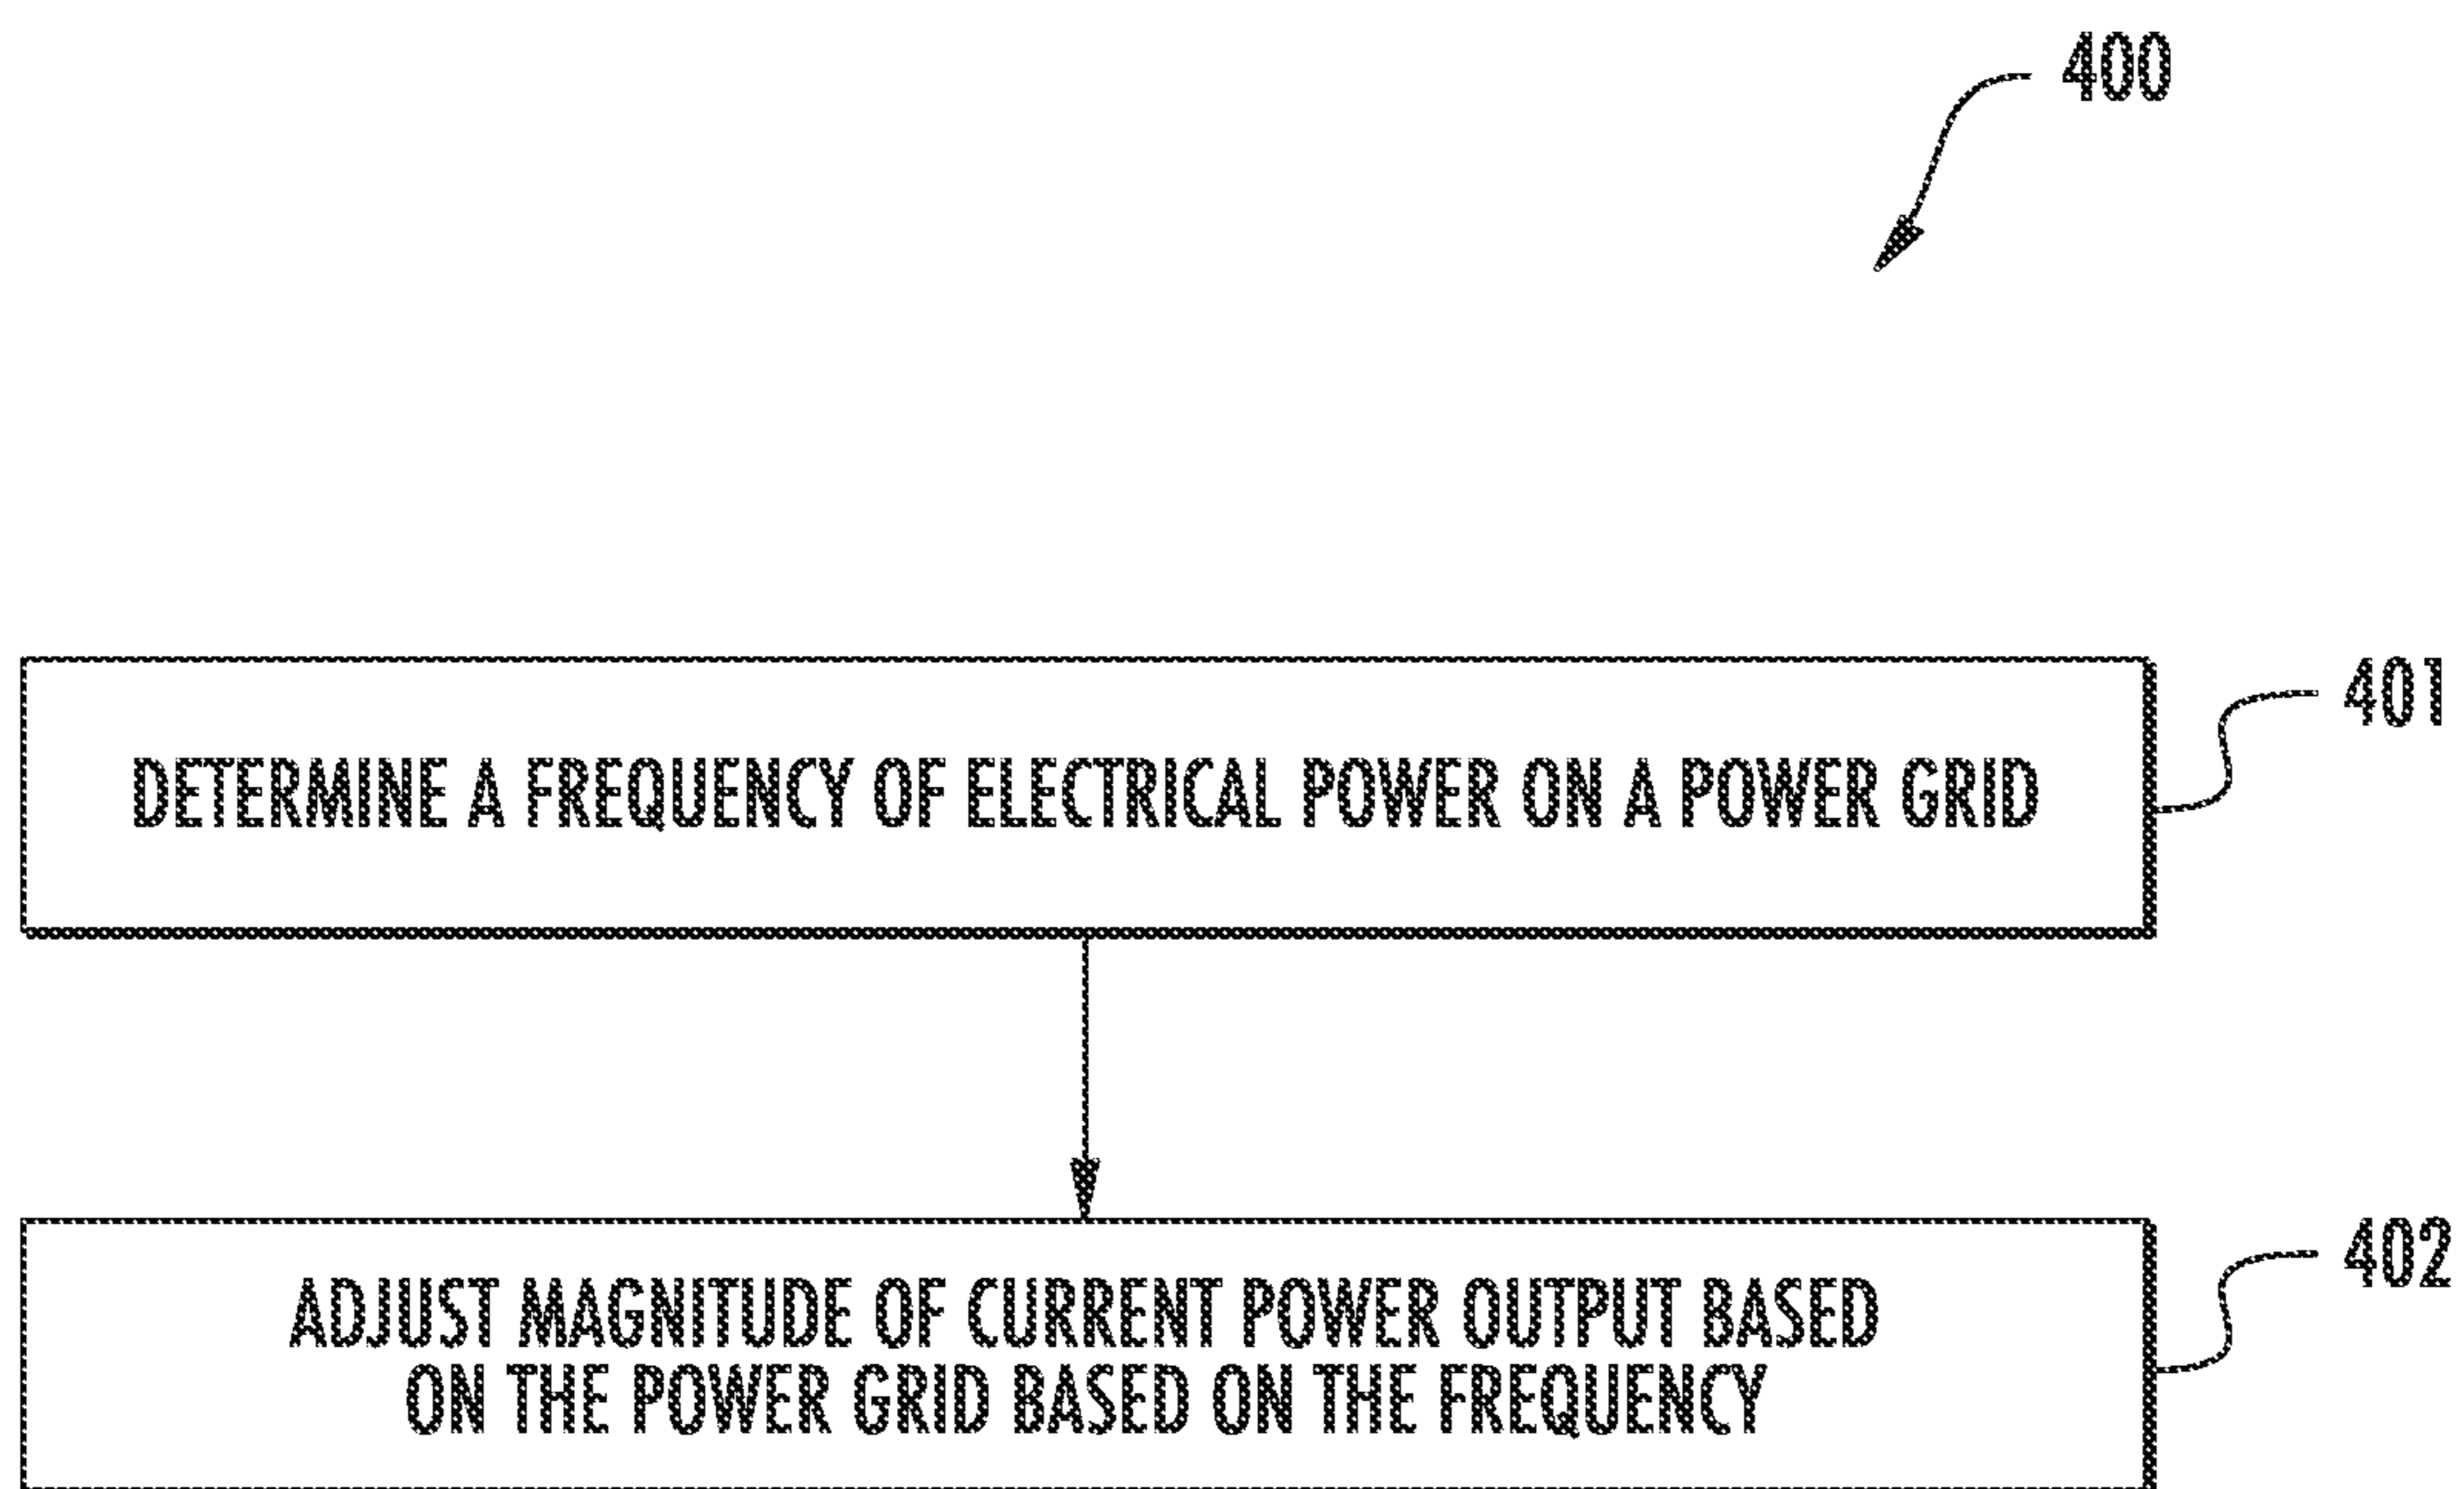 400
401
DETERMINE A FREQUENCY OF ELECTRICAL POWER ON A POWER GRID
402
ADJUST MAGNITUDE OF CURRENT POWER OUTPUT BASED
ON THE POWER GRID BASED ON THE FREQUENCY